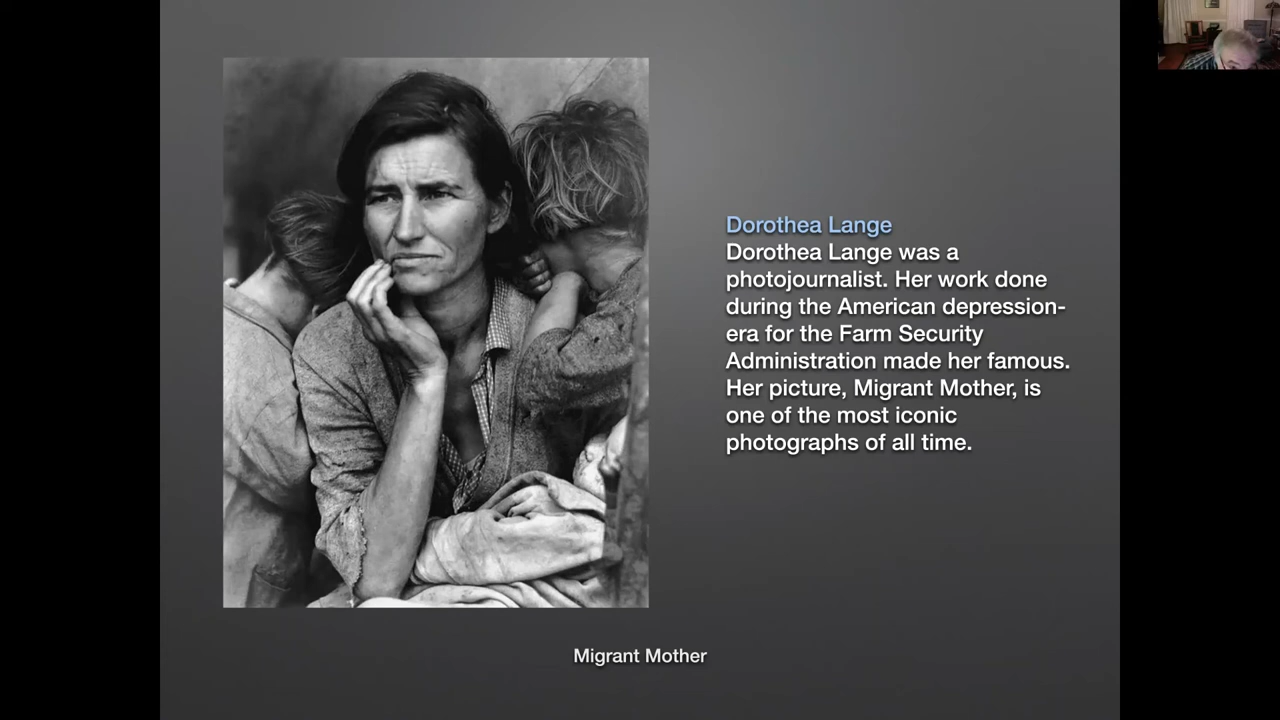 Dorothea Lange
Dorothea Lange was a
photojournalist. Her work done
during the American depression-
era for the Farm Security
Administration made her famous.
Her picture, Migrant Mother, is
one of the most iconic
photographs of all time.
Migrant Mother